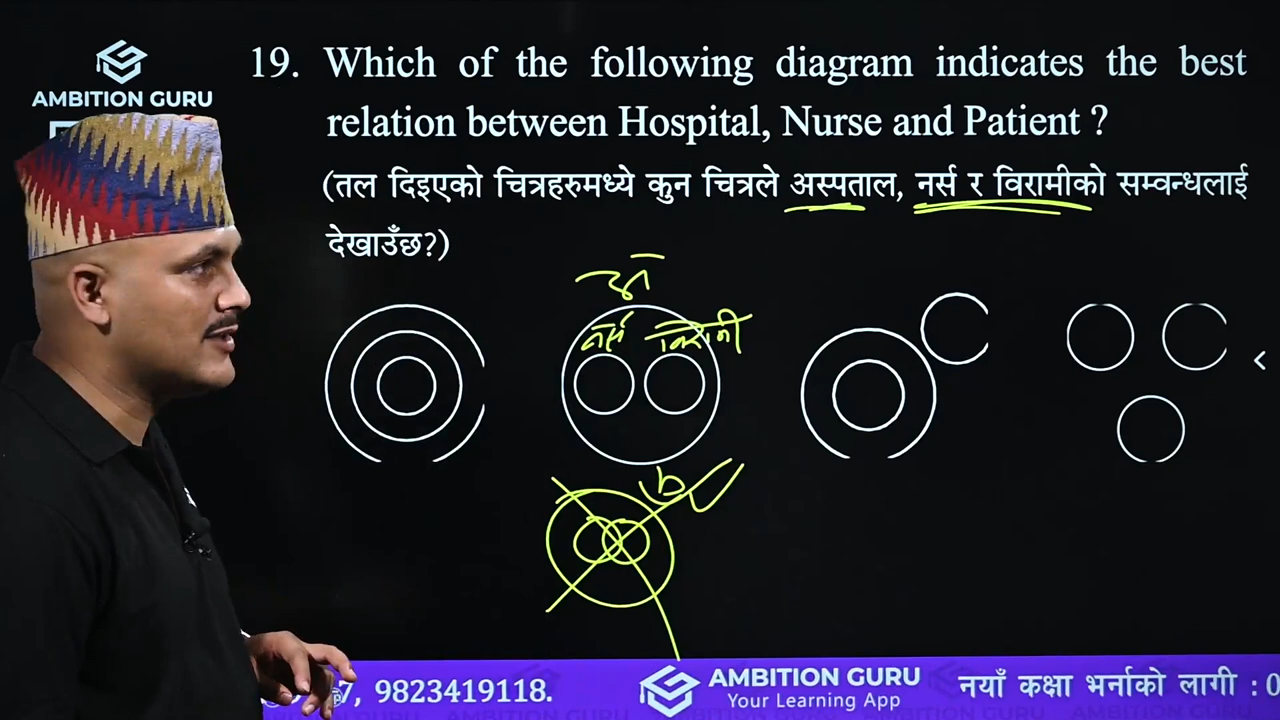 AMBITION GURU
19. Which of the following diagram indicates the best
relation between Hospital, Nurse and Patient ?
(तल दिइएको चित्रहरुमध्ये कुन चित्रले अस्पताल, नर्स र विरामीको सम्वन्धलाई
देखाउँछ?)
अ
नर्स विरामी
<
b
7, 9823419118.
AMBITION GURU
Your Learning App
नयाँ कक्षा भर्नाको लागी : 0